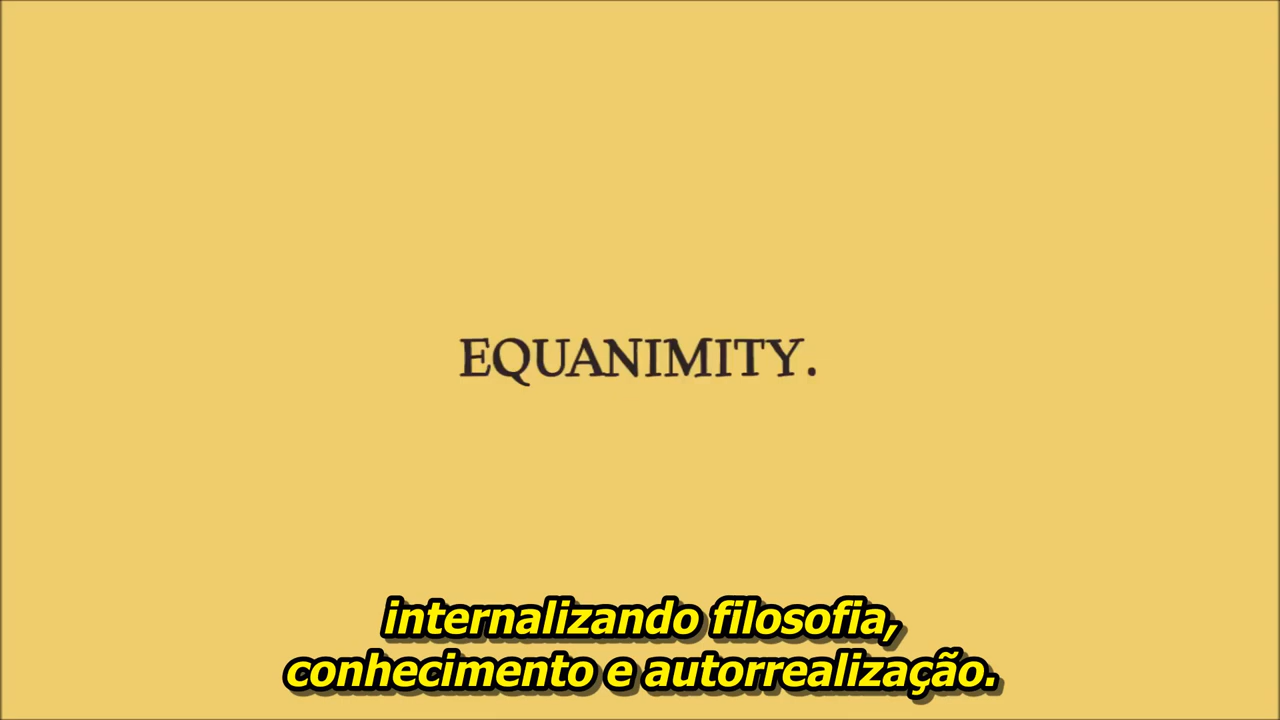 EQUANIMITY.
internalizando filosofia,
conhecimento e autorrealização.